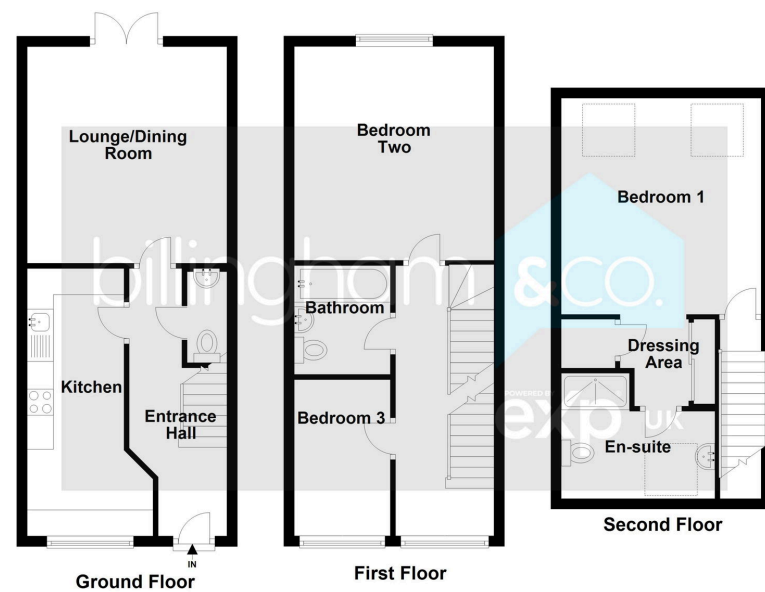 Lounge/Dining
Room
Bedroom
Two
Bedroom 1
billingham &co.
Bathroom
Dressing
Area
Kitchen
Bedroom 3
Entrance
Hall
POWERED BY
exp UK
En-suite
IN
Ground Floor
First Floor
Second Floor